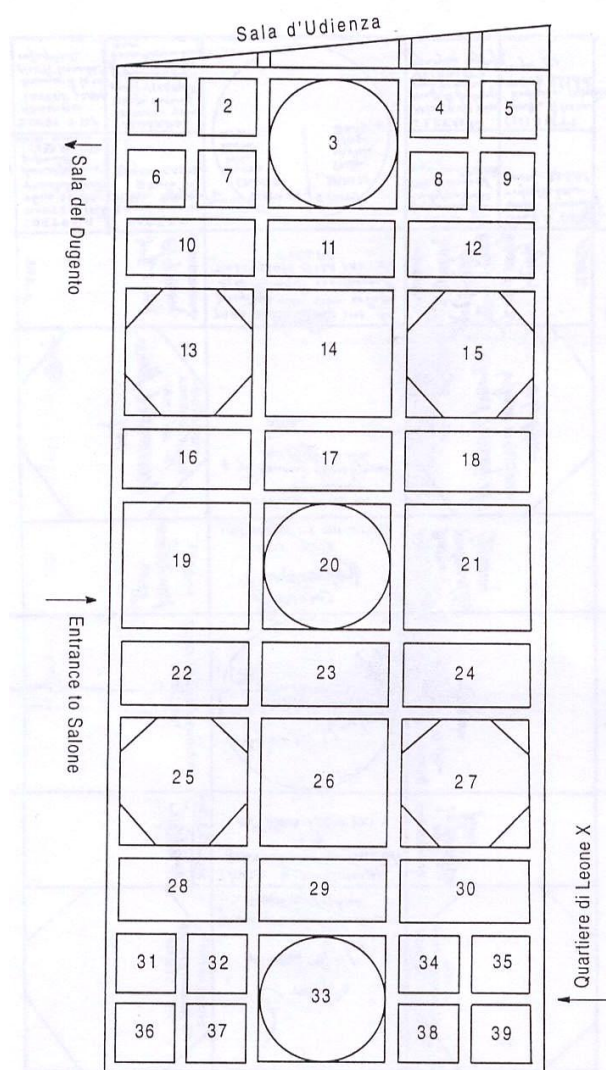 Sala d'Udienza
1 2 3 4 5
6 7 8 9
Sala del Dugento
10 11 12
13 14 15
16 17 18
19 20 21
Entrance to Salone
22 23 24
25 26 27
28 29 30
Quartiere di Leone X
31 32 33 34 35
36 37 38 39